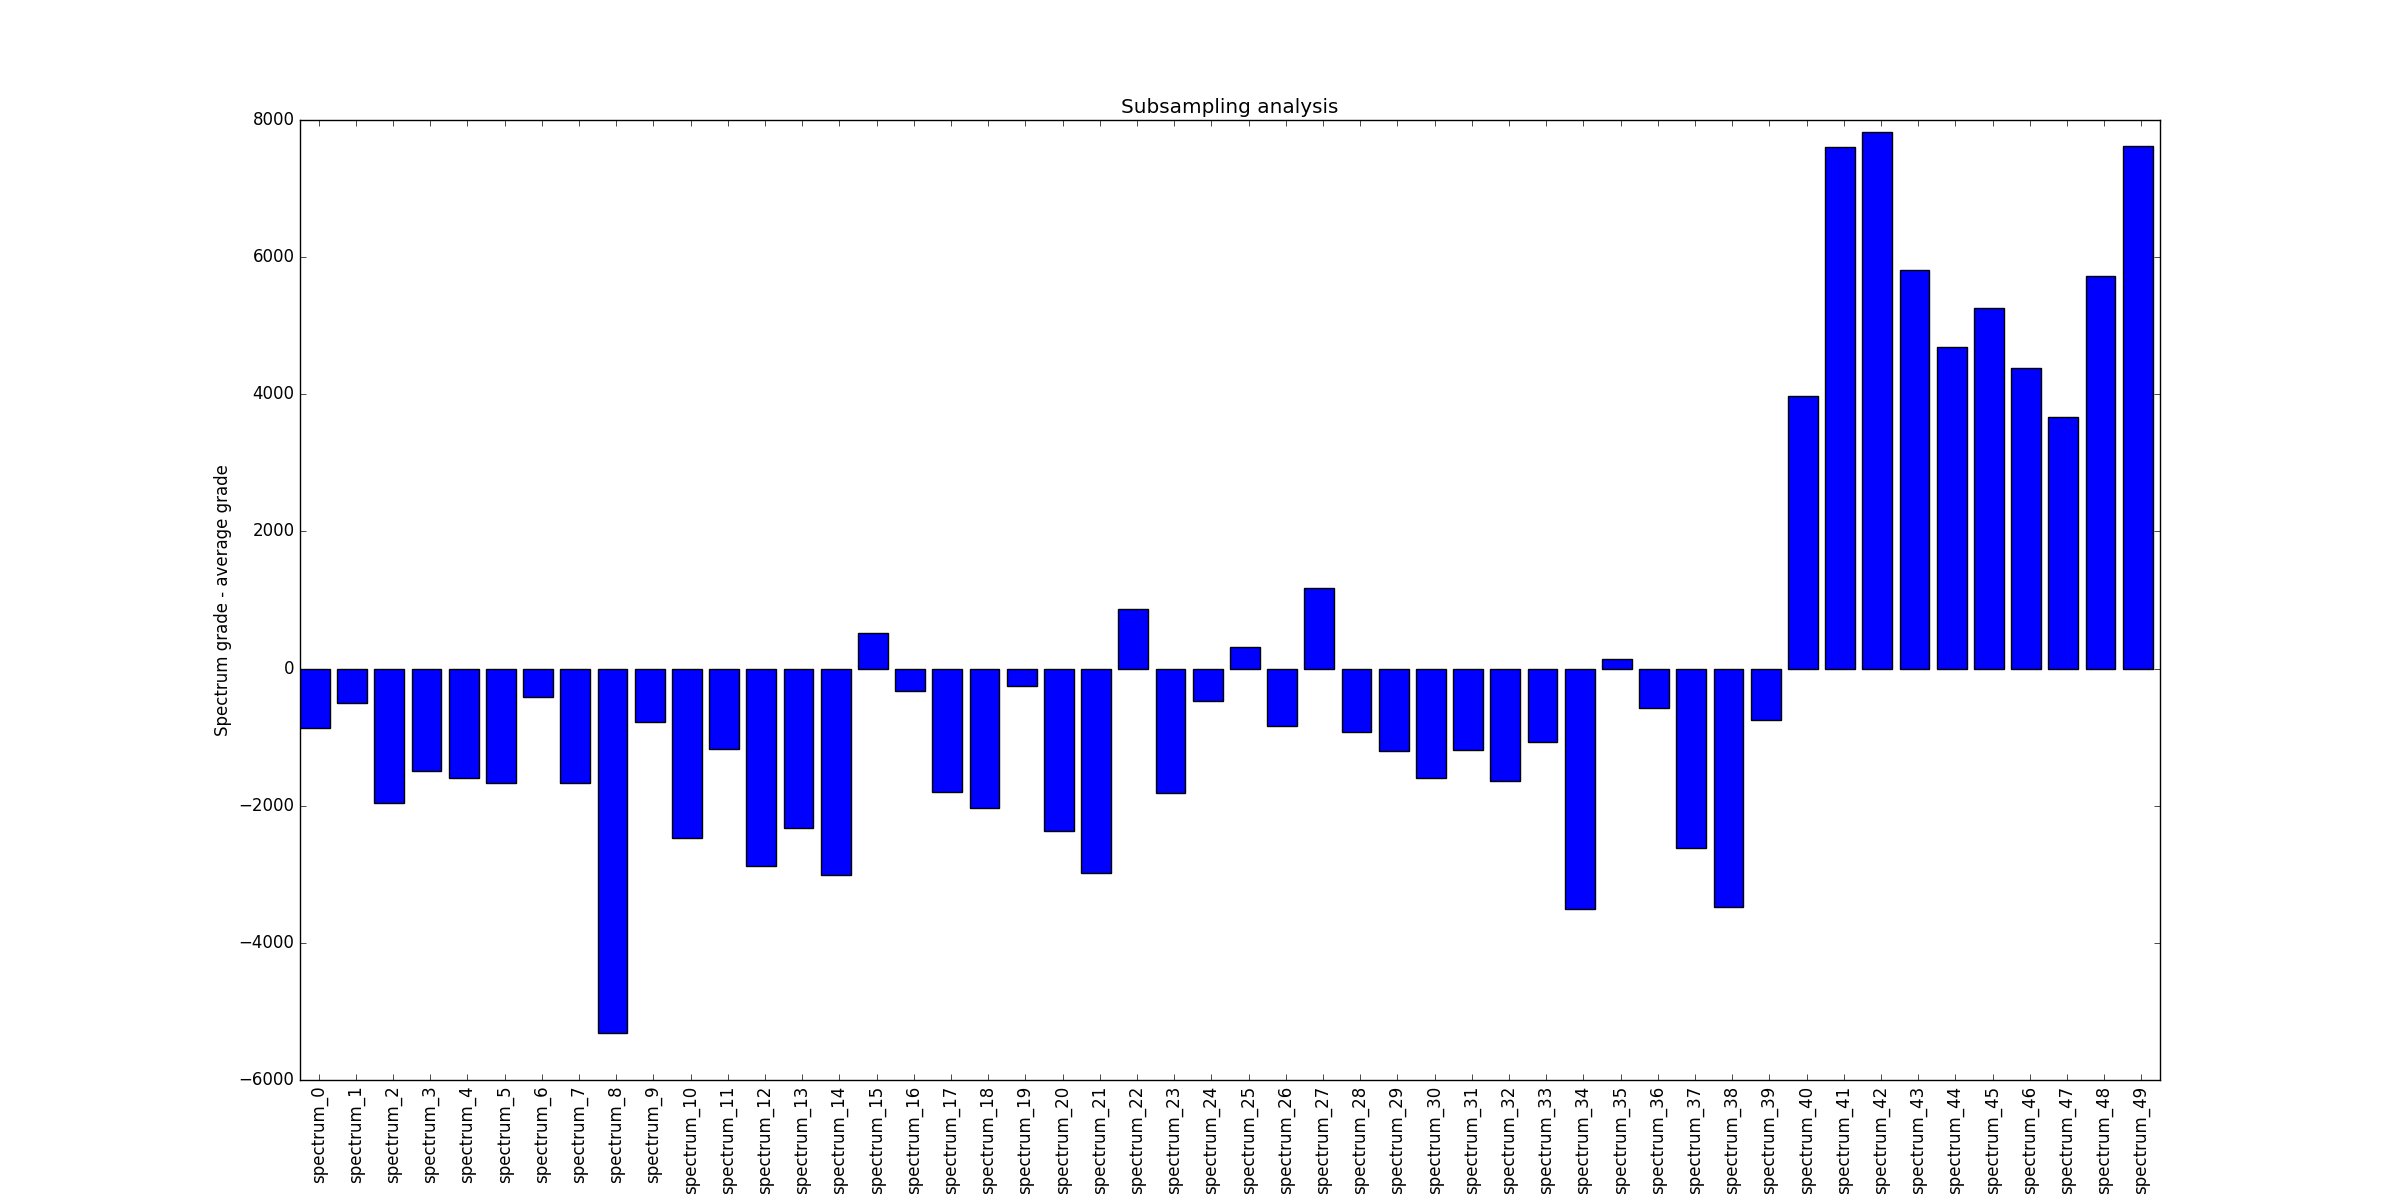 Subsampling analysis
Spectrum grade - average grade
8000
6000
4000
2000
0
−2000
−4000
−6000
spectrum_0
spectrum_1
spectrum_2
spectrum_3
spectrum_4
spectrum_5
spectrum_6
spectrum_7
spectrum_8
spectrum_9
spectrum_10
spectrum_11
spectrum_12
spectrum_13
spectrum_14
spectrum_15
spectrum_16
spectrum_17
spectrum_18
spectrum_19
spectrum_20
spectrum_21
spectrum_22
spectrum_23
spectrum_24
spectrum_25
spectrum_26
spectrum_27
spectrum_28
spectrum_29
spectrum_30
spectrum_31
spectrum_32
spectrum_33
spectrum_34
spectrum_35
spectrum_36
spectrum_37
spectrum_38
spectrum_39
spectrum_40
spectrum_41
spectrum_42
spectrum_43
spectrum_44
spectrum_45
spectrum_46
spectrum_47
spectrum_48
spectrum_49